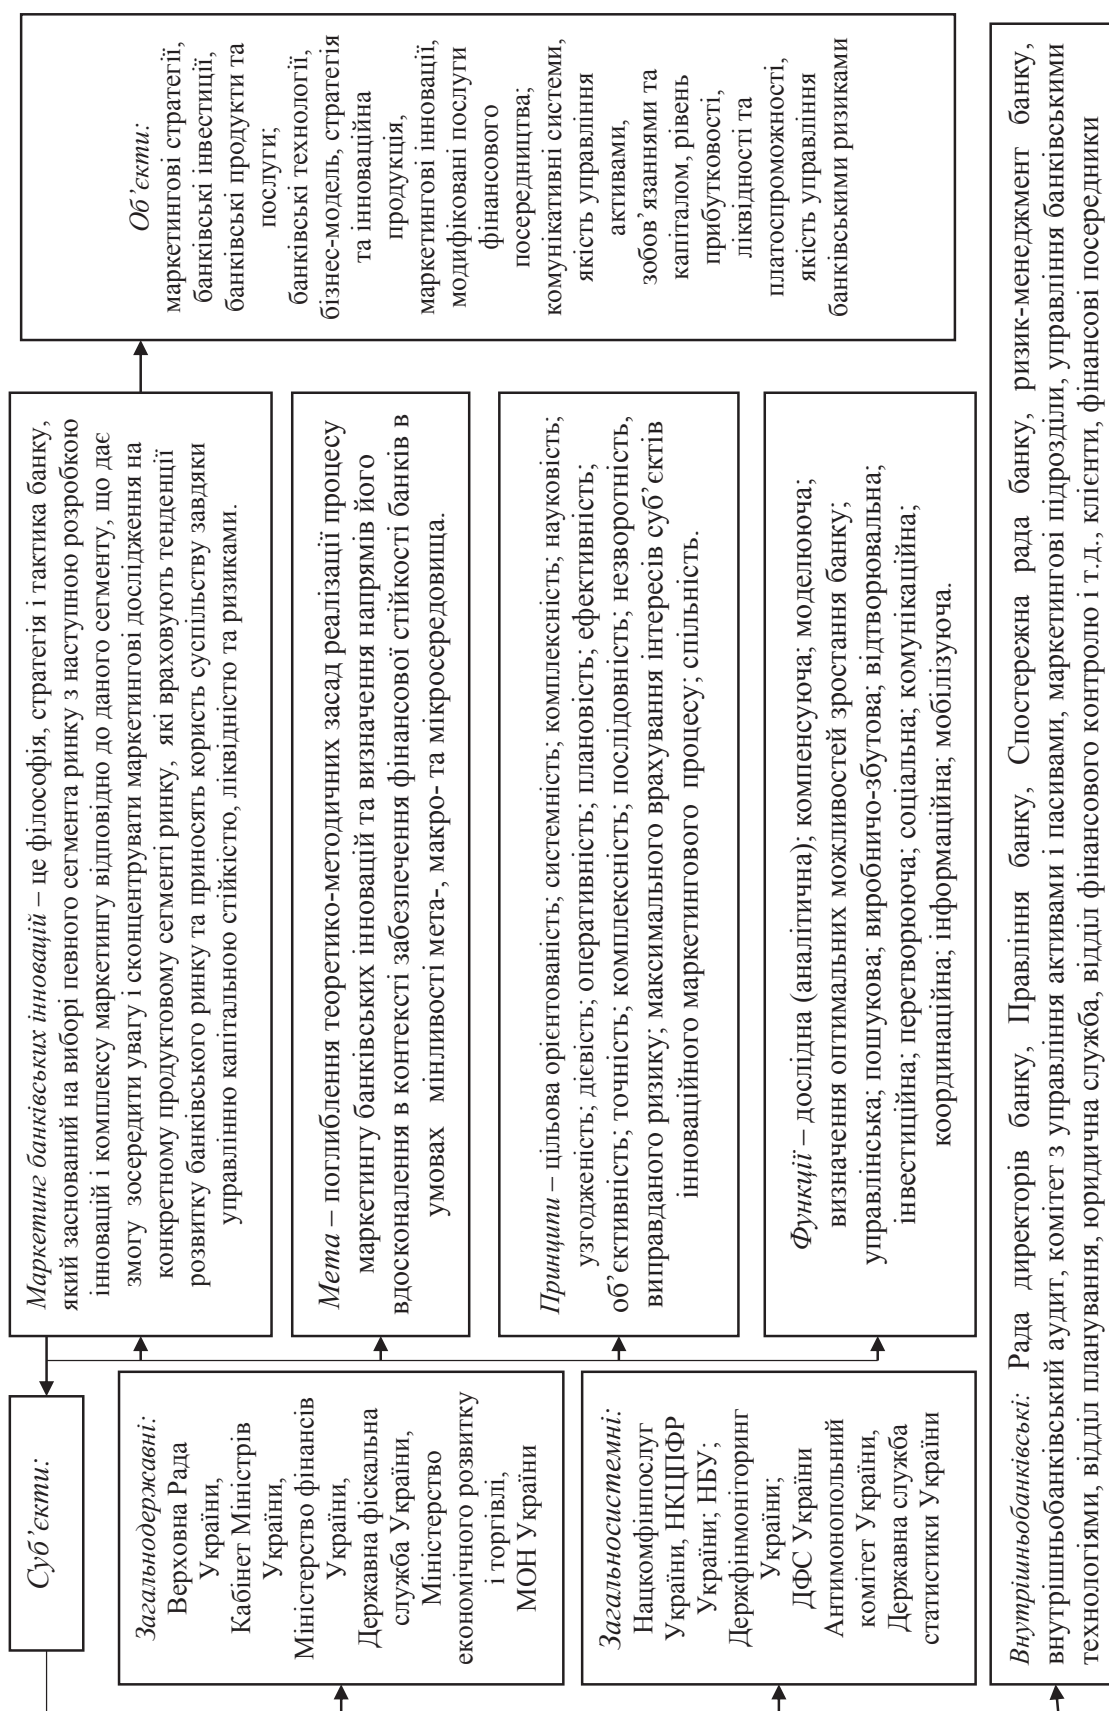 Суб’єкти:
Загальнодержавні:
Верховна Рада
України,
Кабінет Міністрів
України,
Міністерство фінансів
України,
Державна фіскальна
служба України,
Міністерство
економічного розвитку
і торгівлі,
МОН України
Загальносистемні:
Нацкомфінпослуг
України, НКЦПФР
України; НБУ;
Держфінмоніторинг
України;
ДФС України
Антимонопольний
комітет України,
Державна служба
статистики України
Маркетинг банківських інновацій – це філософія, стратегія і тактика банку,
який заснований на виборі певного сегмента ринку з наступною розробкою
інновацій і комплексу маркетингу відповідно до даного сегменту, що дає
змогу зосередити увагу і сконцентрувати маркетингові дослідження на
конкретному продуктовому сегменті ринку, які враховують тенденції
розвитку банківського ринку та приносять користь суспільству завдяки
управлінню капітальною стійкістю, ліквідністю та ризиками.
Мета – поглиблення теоретико-методичних засад реалізації процесу
маркетингу банківських інновацій та визначення напрямів його
вдосконалення в контексті забезпечення фінансової стійкості банків в
умовах мінливості мета-, макро- та мікросередовища.
Принципи – цільова орієнтованість; системність; комплексність; науковість;
узгодженість; дієвість; оперативність; плановість; ефективність;
об’єктивність; точність; комплексність; послідовність; незворотність,
виправданого ризику; максимального врахування інтересів суб’єктів
інноваційного маркетингового процесу; спільність.
Функції – дослідна (аналітична); компенсуюча; моделююча;
визначення оптимальних можливостей зростання банку;
управлінська; пошукова; виробничо-збутова; відтворювальна;
інвестиційна; перетворююча; соціальна; комунікаційна;
координаційна; інформаційна; мобілізуюча.
Об’єкти:
маркетингові стратегії,
банківські інвестиції,
банківські продукти та
послуги,
банківські технології,
бізнес-модель, стратегія
та інноваційна
продукція,
маркетингові інновації,
модифіковані послуги
фінансового
посередництва;
комунікативні системи,
якість управління
активами,
зобов’язаннями та
капіталом, рівень
прибутковості,
ліквідності та
платоспроможності,
якість управління
банківськими ризиками
Внутрішньобанківські: Рада директорів банку, Правління банку, Спостережна рада банку, ризик-менеджмент банку,
внутрішньобанківський аудит, комітет з управління активами і пасивами, маркетингові підрозділи, управління банківськими
технологіями, відділ планування, юридична служба, відділ фінансового контролю і т.д., клієнти, фінансові посередники